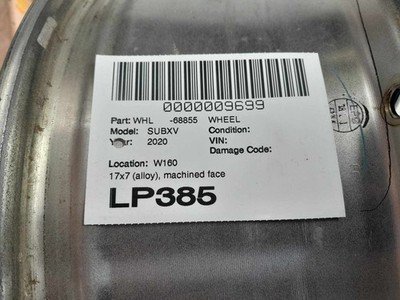 0000009699
Part: WHL -68855 WHEEL
Model: SUBXV Condition:
Year: 2020 VIN:
Damage Code:
Location: W160
17x7 (alloy), machined face
LP385